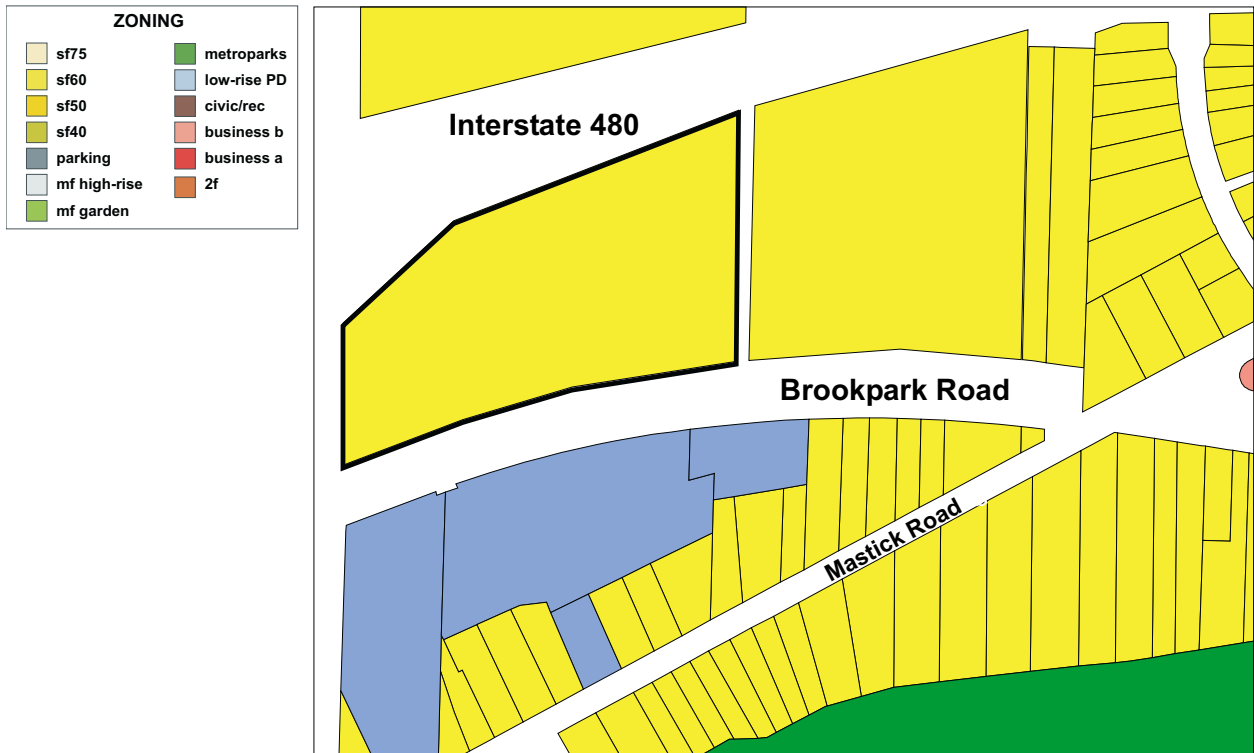 ZONING
sf75
sf60
sf50
sf40
parking
mf high-rise
mf garden
metroparks
low-rise PD
civic/rec
business b
business a
2f
Interstate 480
Brookpark Road
Mastick Road